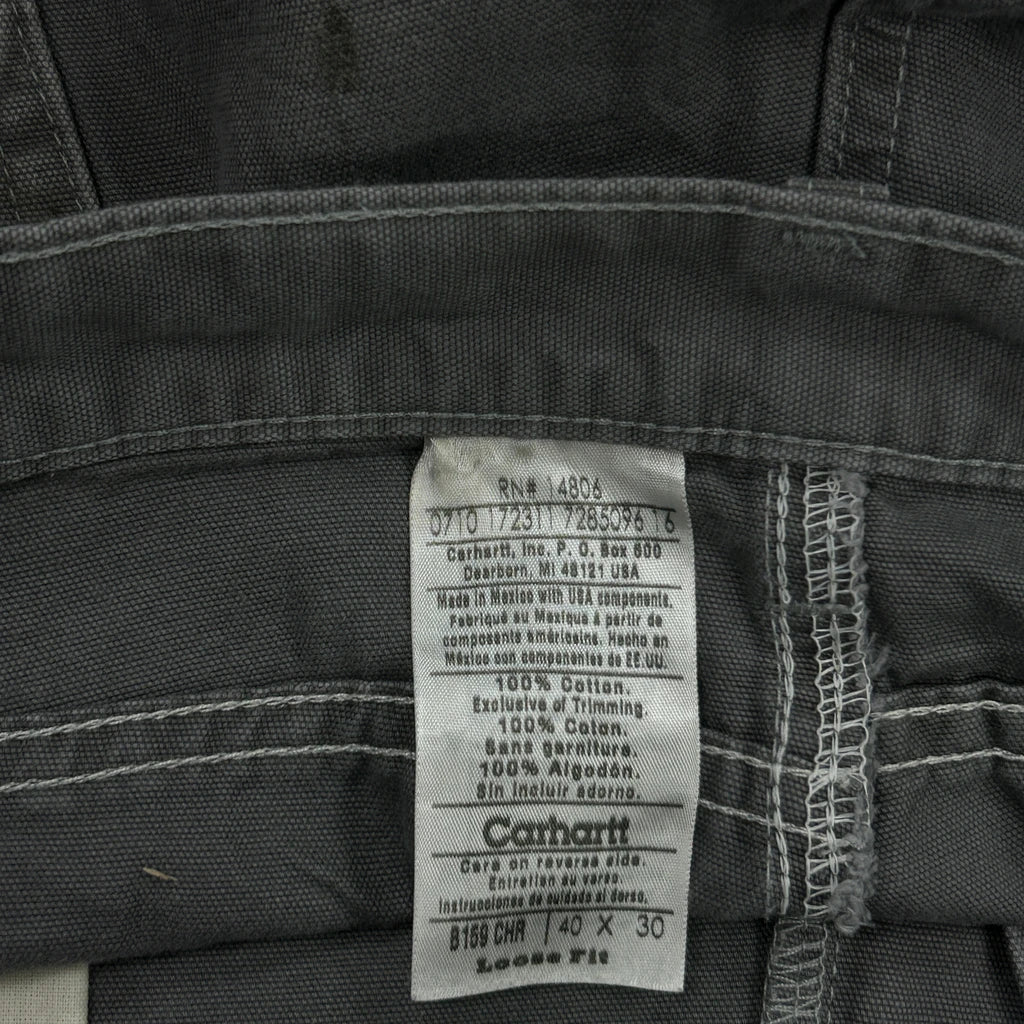 RN# 14806
0710 172311 7285096 16
Carhartt, Inc. P. O. Box 600
Dearborn, MI 48121 USA
Made in Mexico with USA components.
Fabriqué au Mexique à partir de
composants américains. Hecho en
México con componentes de EE.UU.
100% Cotton.
Exclusive of Trimming.
100% Coton.
Sans garniture.
100% Algodón.
Sin incluir adorno.
Carhartt
Care on reverse side.
Entretien au verso
Instrucciones de cuidado al dorso.
B159 CHR 40 X 30
Loose Fit